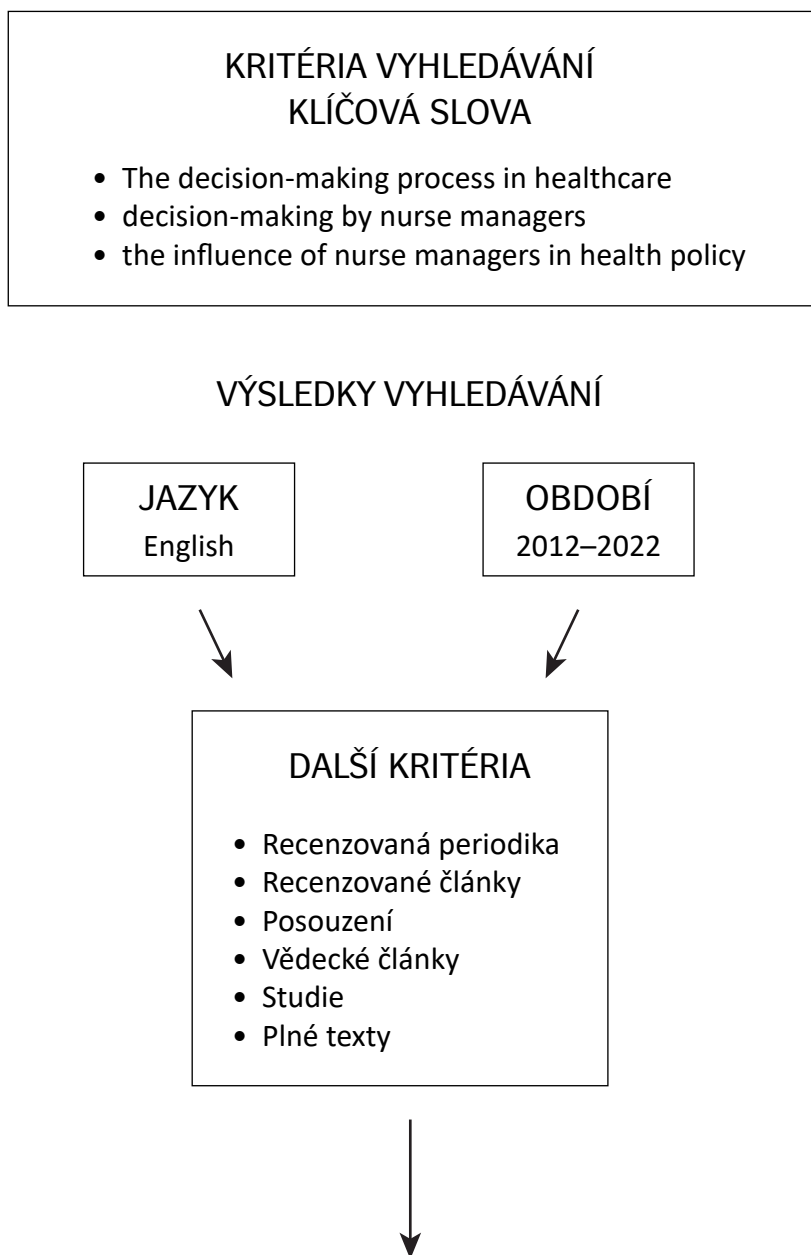 KRITÉRIA VYHLEDÁVÁNÍ
KLÍČOVÁ SLOVA
• The decision-making process in healthcare
• decision-making by nurse managers
• the influence of nurse managers in health policy
VÝSLEDKY VYHLEDÁVÁNÍ
JAZYK
English
OBDOBÍ
2012–2022
DALŠÍ KRITÉRIA
• Recenzovaná periodika
• Recenzované články
• Posouzení
• Vědecké články
• Studie
• Plné texty